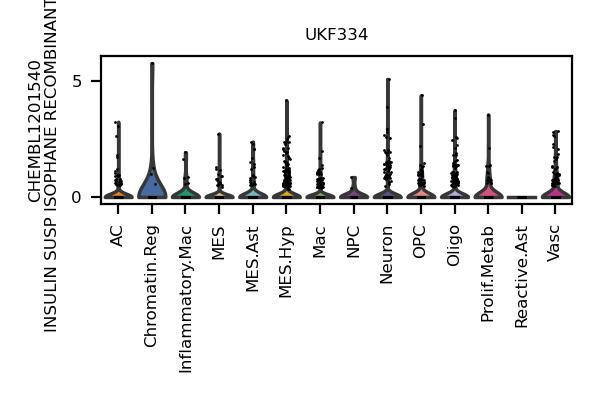 UKF334
CHEMBL1201540
INSULIN SUSP ISOPHANE RECOMBINANT
5
0
AC
Chromatin.Reg
Inflammatory.Mac
MES
MES.Ast
MES.Hyp
Mac
NPC
Neuron
OPC
Oligo
Prolif.Metab
Reactive.Ast
Vasc